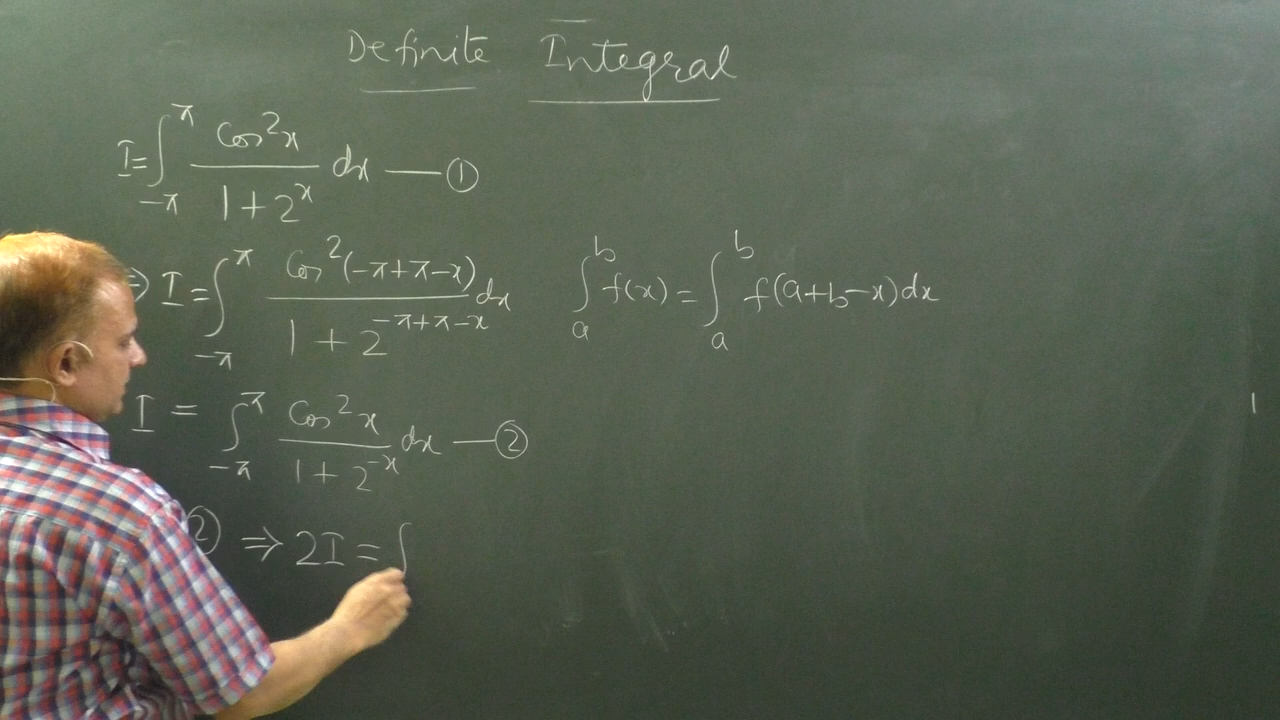 Definite Integral
I = ∫_{-π}^{π} cos²x / (1 + 2^x) dx — ①
⇒ I = ∫_{-π}^{π} cos²(-π+π-x) / (1 + 2^{-π+π-x}) dx
∫_a^b f(x) = ∫_a^b f(a+b-x) dx
I = ∫_{-π}^{π} cos²x / (1 + 2^{-x}) dx — ②
② ⇒ 2I = ∫